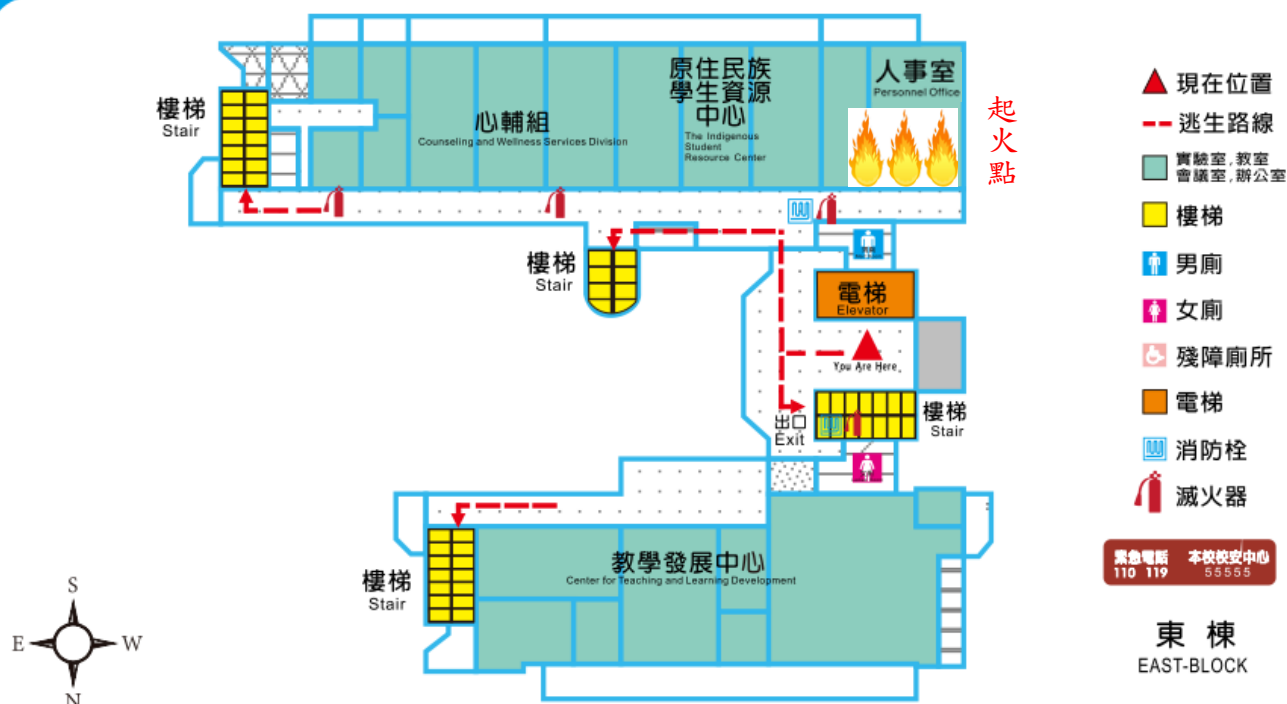 樓梯
Stair
心輔組
Counseling and Wellness Services Division
原住民族
學生資源
中心
The Indigenous
Student
Resource Center
人事室
Personnel Office
起火點
樓梯
Stair
電梯
Elevator
You Are Here
出口
Exit
樓梯
Stair
教學發展中心
Center for Teaching and Learning Development
樓梯
Stair
S
E
W
N
現在位置
逃生路線
實驗室,教室
會議室,辦公室
樓梯
男廁
女廁
殘障廁所
電梯
消防栓
滅火器
緊急電話 本校校安中心
110 119 55555
東棟
EAST-BLOCK